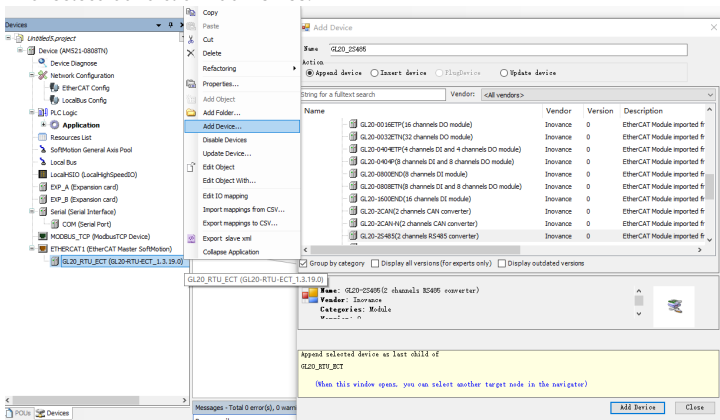 Devices
Untitled5.project
Device (AM521-0808TN)
Device Diagnose
Network Configuration
EtherCAT Config
LocalBus Config
PLC Logic
Application
Resources List
SoftMotion General Axis Pool
Local Bus
LocalHSIO (LocalHighSpeedIO)
EXP_A (Expansion card)
EXP_B (Expansion card)
Serial (Serial Interface)
COM (Serial Port)
MODBUS_TCP (ModbusTCP Device)
ETHERCAT1 (EtherCAT Master SoftMotion)
GL20_RTU_ECT (GL20-RTU-ECT_1.3.19.0)
POUs
Devices
Copy
Paste
Cut
Delete
Refactoring
Properties...
Add Object
Add Folder...
Add Device...
Disable Devices
Update Device...
Edit Object
Edit Object With...
Edit IO mapping
Import mappings from CSV...
Export mappings to CSV...
Export slave xml
Collapse Application
GL20_RTU_ECT (GL20-RTU-ECT_1.3.19.0)
Messages - Total 0 error(s), 0 warn
Add Device
Name GL20_2S485
Action
Append device Insert device PlugDevice Update device
String for a fulltext search Vendor: <All vendors>
Name Vendor Version Description
GL20-0016ETP(16 channels DO module) Inovance 0 EtherCAT Module imported fr
GL20-0032ETN(32 channels DO module) Inovance 0 EtherCAT Module imported fr
GL20-0404ETP(4 channels DI and 4 channels DO module) Inovance 0 EtherCAT Module imported fr
GL20-0404P(8 channels DI and 8 channels DO module) Inovance 0 EtherCAT Module imported fr
GL20-0800END(8 channels DI module) Inovance 0 EtherCAT Module imported fr
GL20-0808ETN(8 channels DI and 8 channels DO module) Inovance 0 EtherCAT Module imported fr
GL20-1600END(16 channels DI module) Inovance 0 EtherCAT Module imported fr
GL20-2CAN(2 channels CAN converter) Inovance 0 EtherCAT Module imported fr
GL20-2CAN-N(2 channels CAN converter) Inovance 0 EtherCAT Module imported fr
GL20-2S485(2 channels RS485 converter) Inovance 0 EtherCAT Module imported fr
Group by category Display all versions(for experts only) Display outdated versions
Name: GL20-2S485(2 channels RS485 converter)
Vendor: Inovance
Categories: Module
Append selected device as last child of
GL20_RTU_ECT
(When this window opens, you can select another target node in the navigator)
Add Device Close